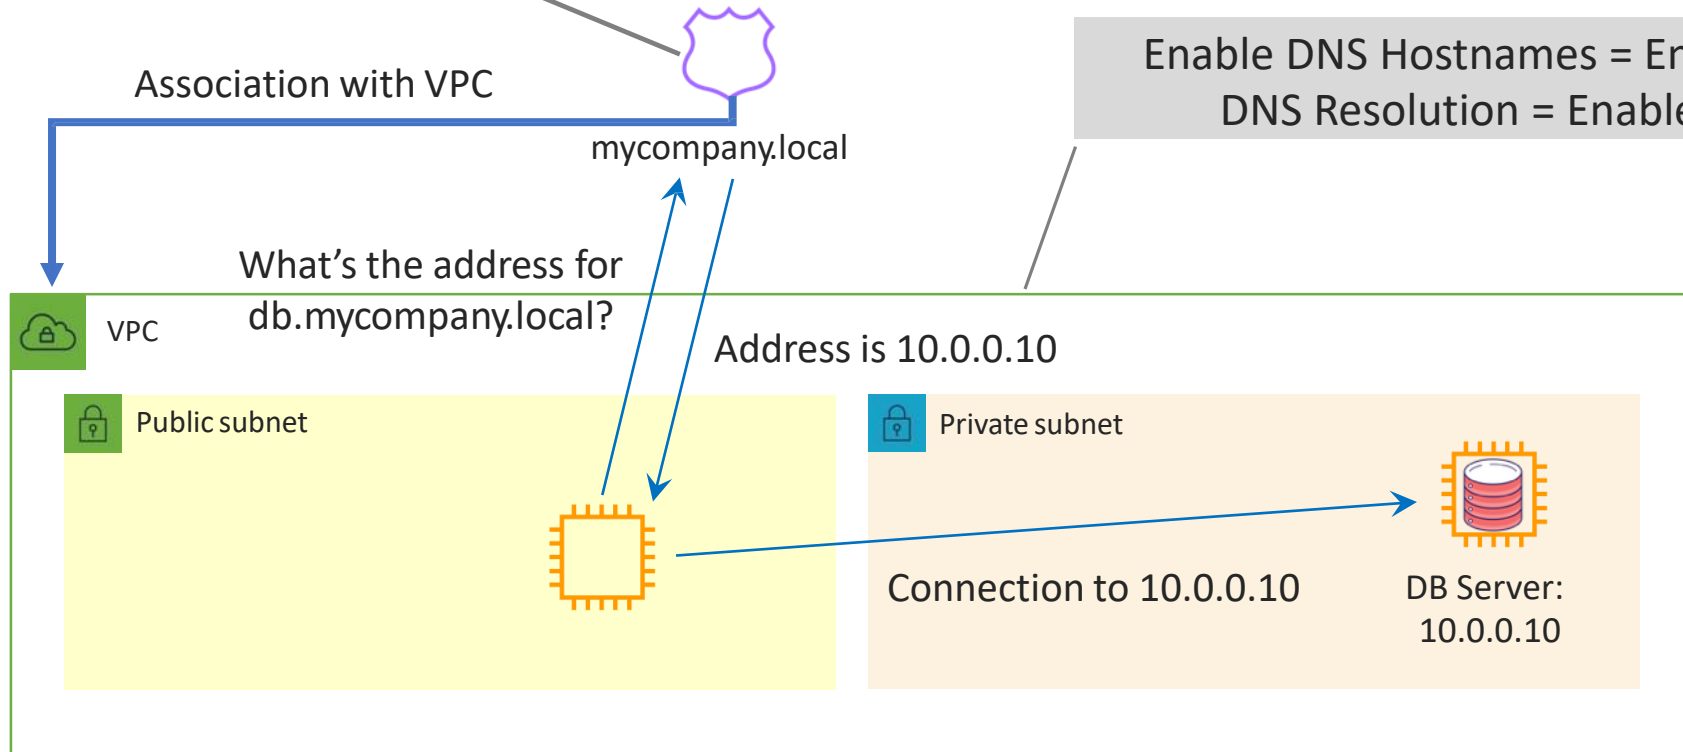 Enable DNS Hostnames =
DNS Resolution =
Association with VPC
mycompany.local
What’s the address for
db.mycompany.local?
VPC
Address is 10.0.0.10
Public subnet
Private subnet
Connection to 10.0.0.10
DB Server:
10.0.0.10